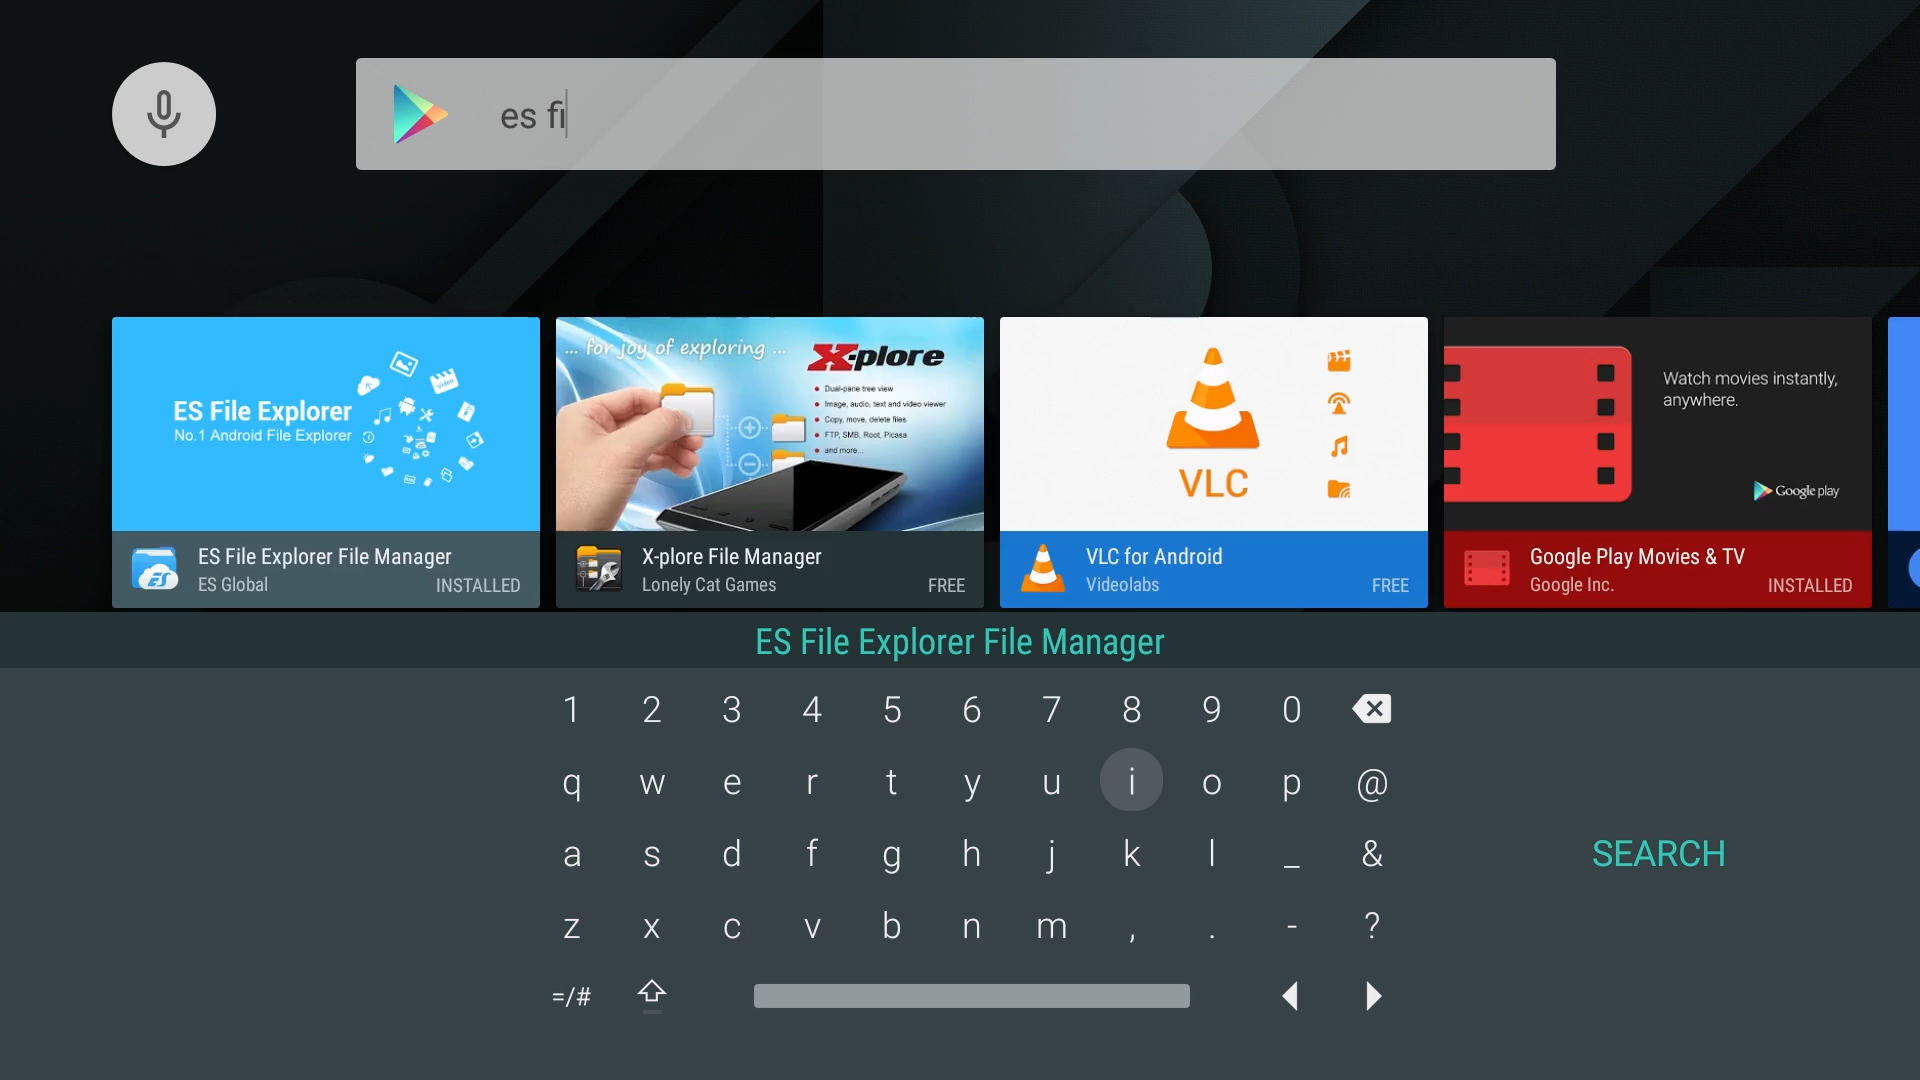 es fi
ES File Explorer
No.1 Android File Explorer
Video
ES
ES File Explorer File Manager
ES Global
INSTALLED
... for joy of exploring ...
X-plore
Dual-pane tree view
Image, audio, text and video viewer
Copy, move, delete files
FTP, SMB, Root, Picasa
and more...
X-plore File Manager
Lonely Cat Games
FREE
VLC
VLC for Android
Videolabs
FREE
Watch movies instantly,
anywhere.
Google play
Google Play Movies & TV
Google Inc.
INSTALLED
ES File Explorer File Manager
1 2 3 4 5 6 7 8 9 0
q w e r t y u i o p @
a s d f g h j k l _ &
SEARCH
z x c v b n m , . - ?
=/#